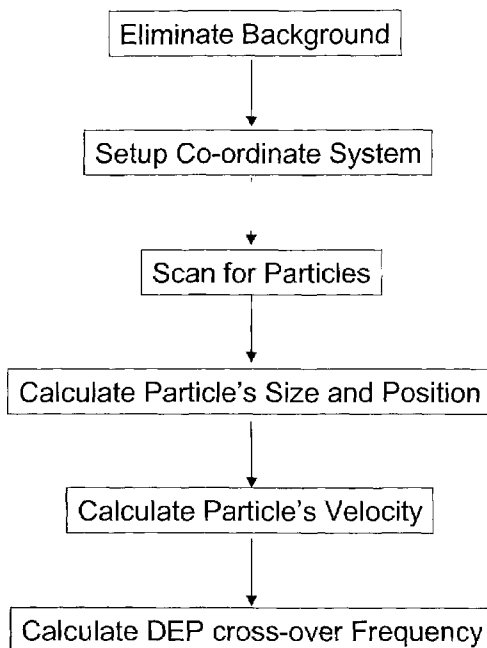 Eliminate Background
Setup Co-ordinate System
Scan for Particles
Calculate Particle's Size and Position
Calculate Particle's Velocity
Calculate DEP cross-over Frequency